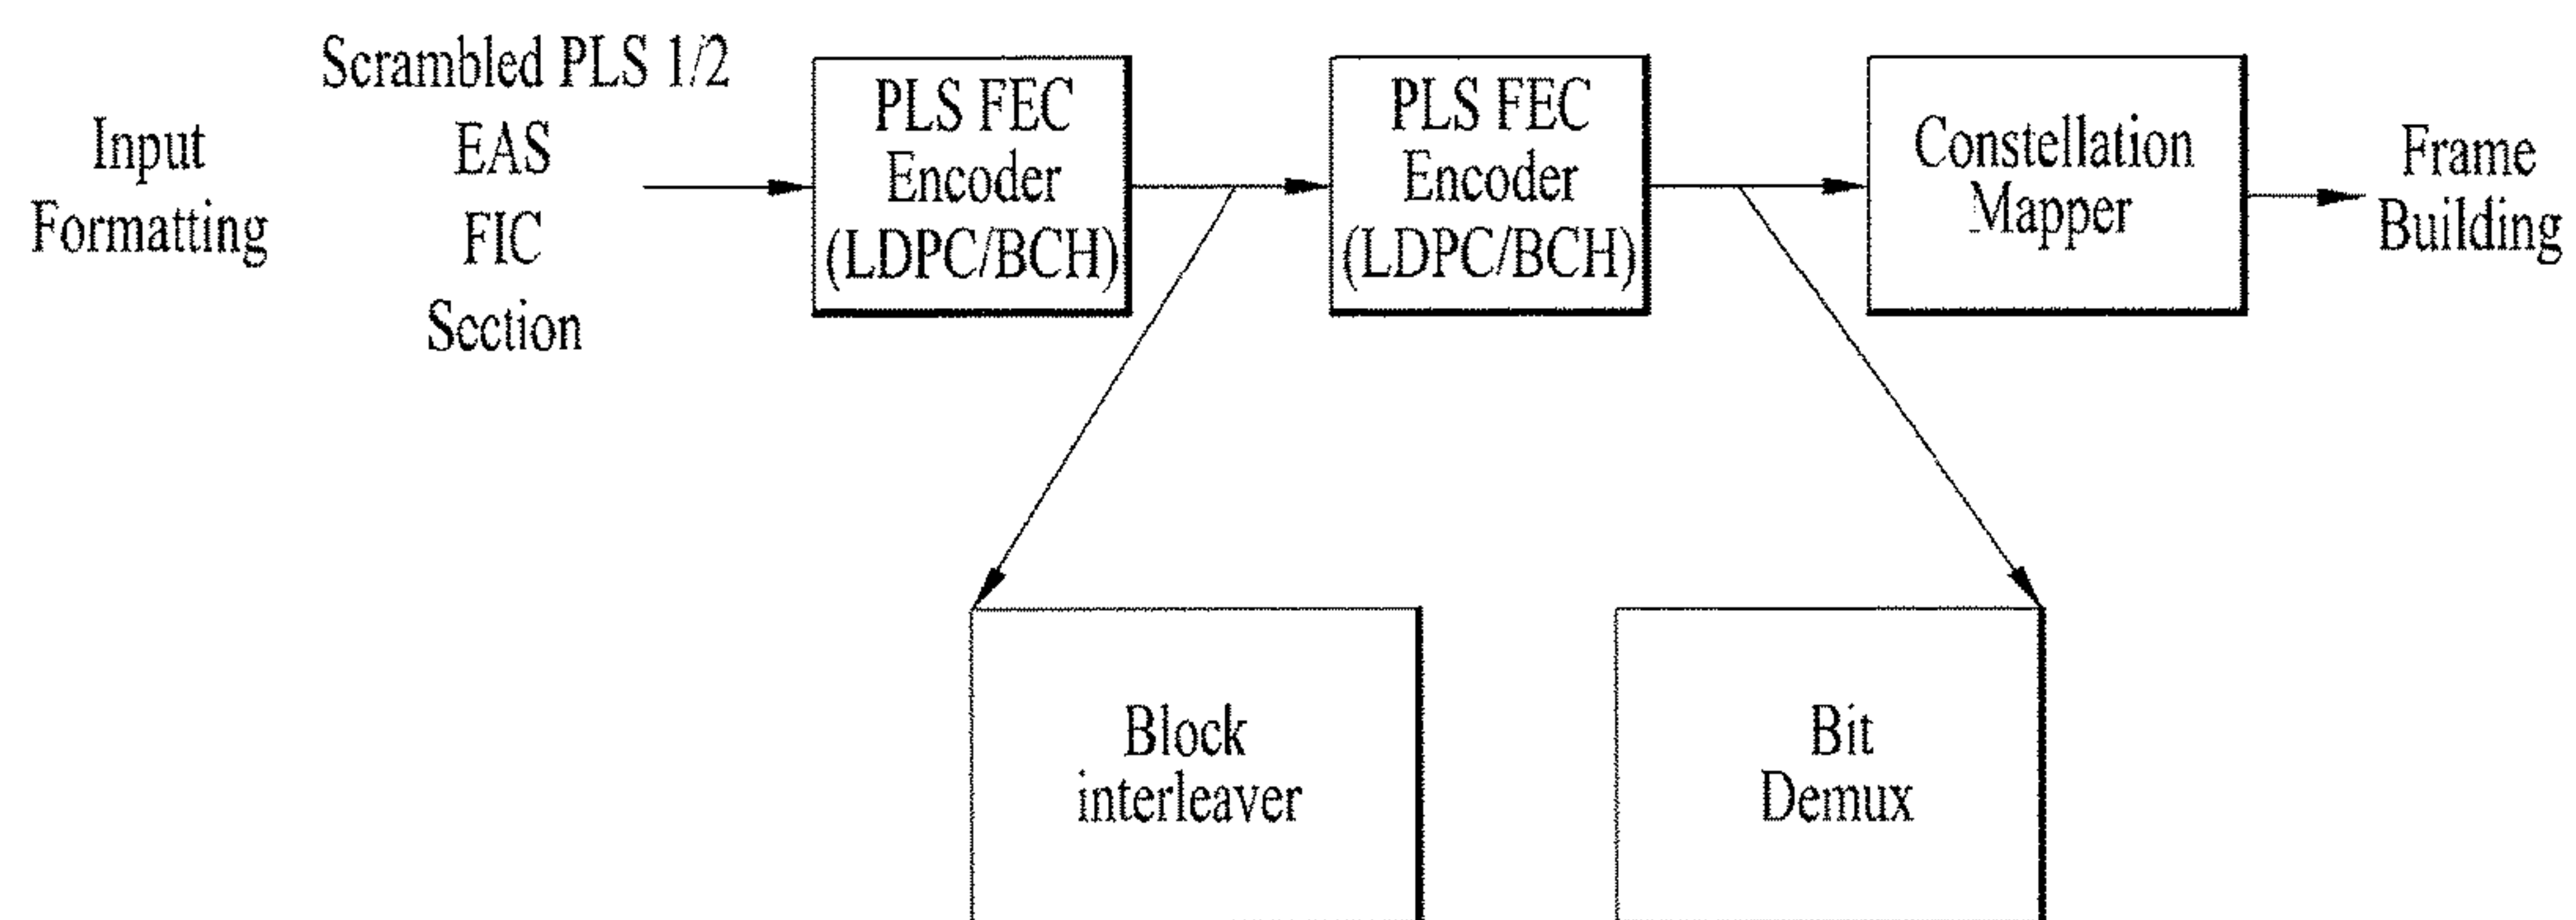 Input
Formatting
Scrambled PLS 1/2
EAS
FIC
Section
PLS FEC
Encoder
(LDPC/BCH)
PLS FEC
Encoder
(LDPC/BCH)
Constellation
Mapper
Frame
Building
Block
interleaver
Bit
Demux